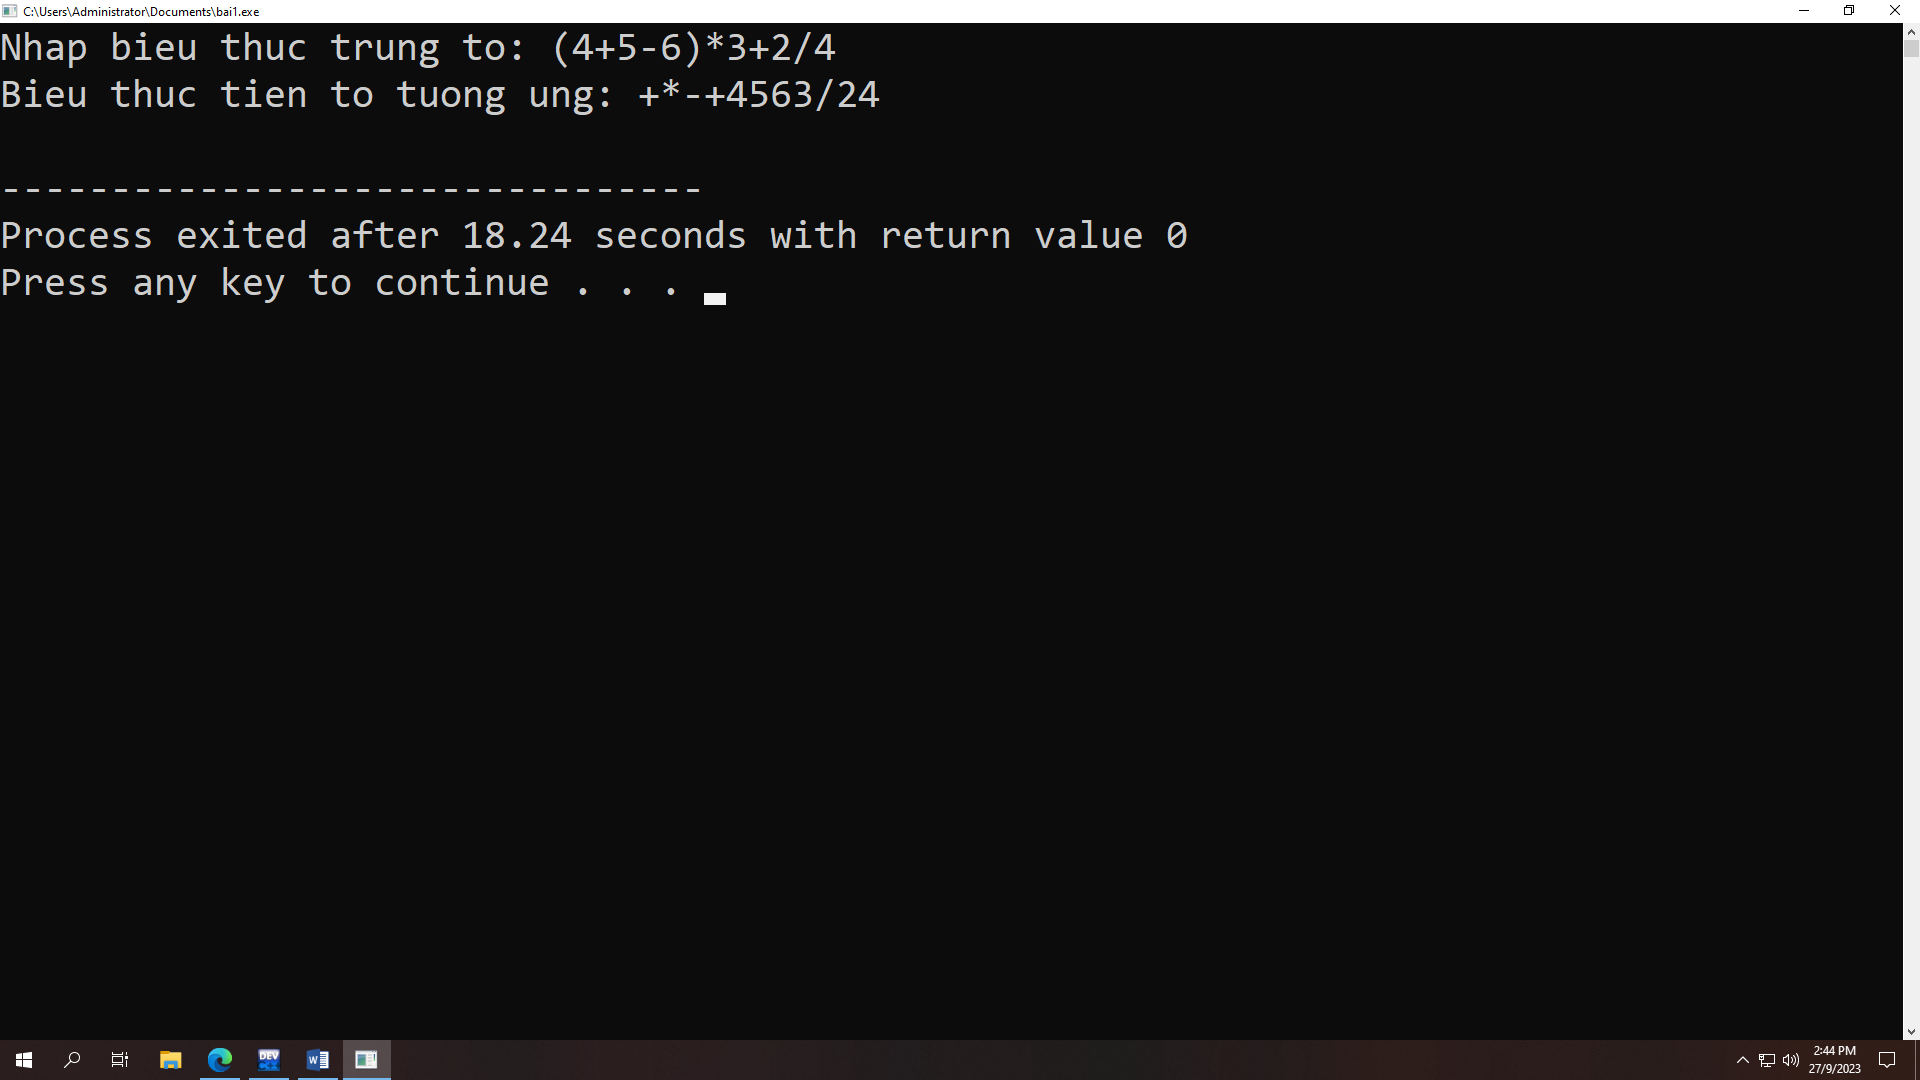 C:\Users\Administrator\Documents\bai1.exe
Nhap bieu thuc trung to: (4+5-6)*3+2/4
Bieu thuc tien to tuong ung: +*-+4563/24
--------------------------------
Process exited after 18.24 seconds with return value 0
Press any key to continue . . .
DEV
W
2:44 PM
27/9/2023